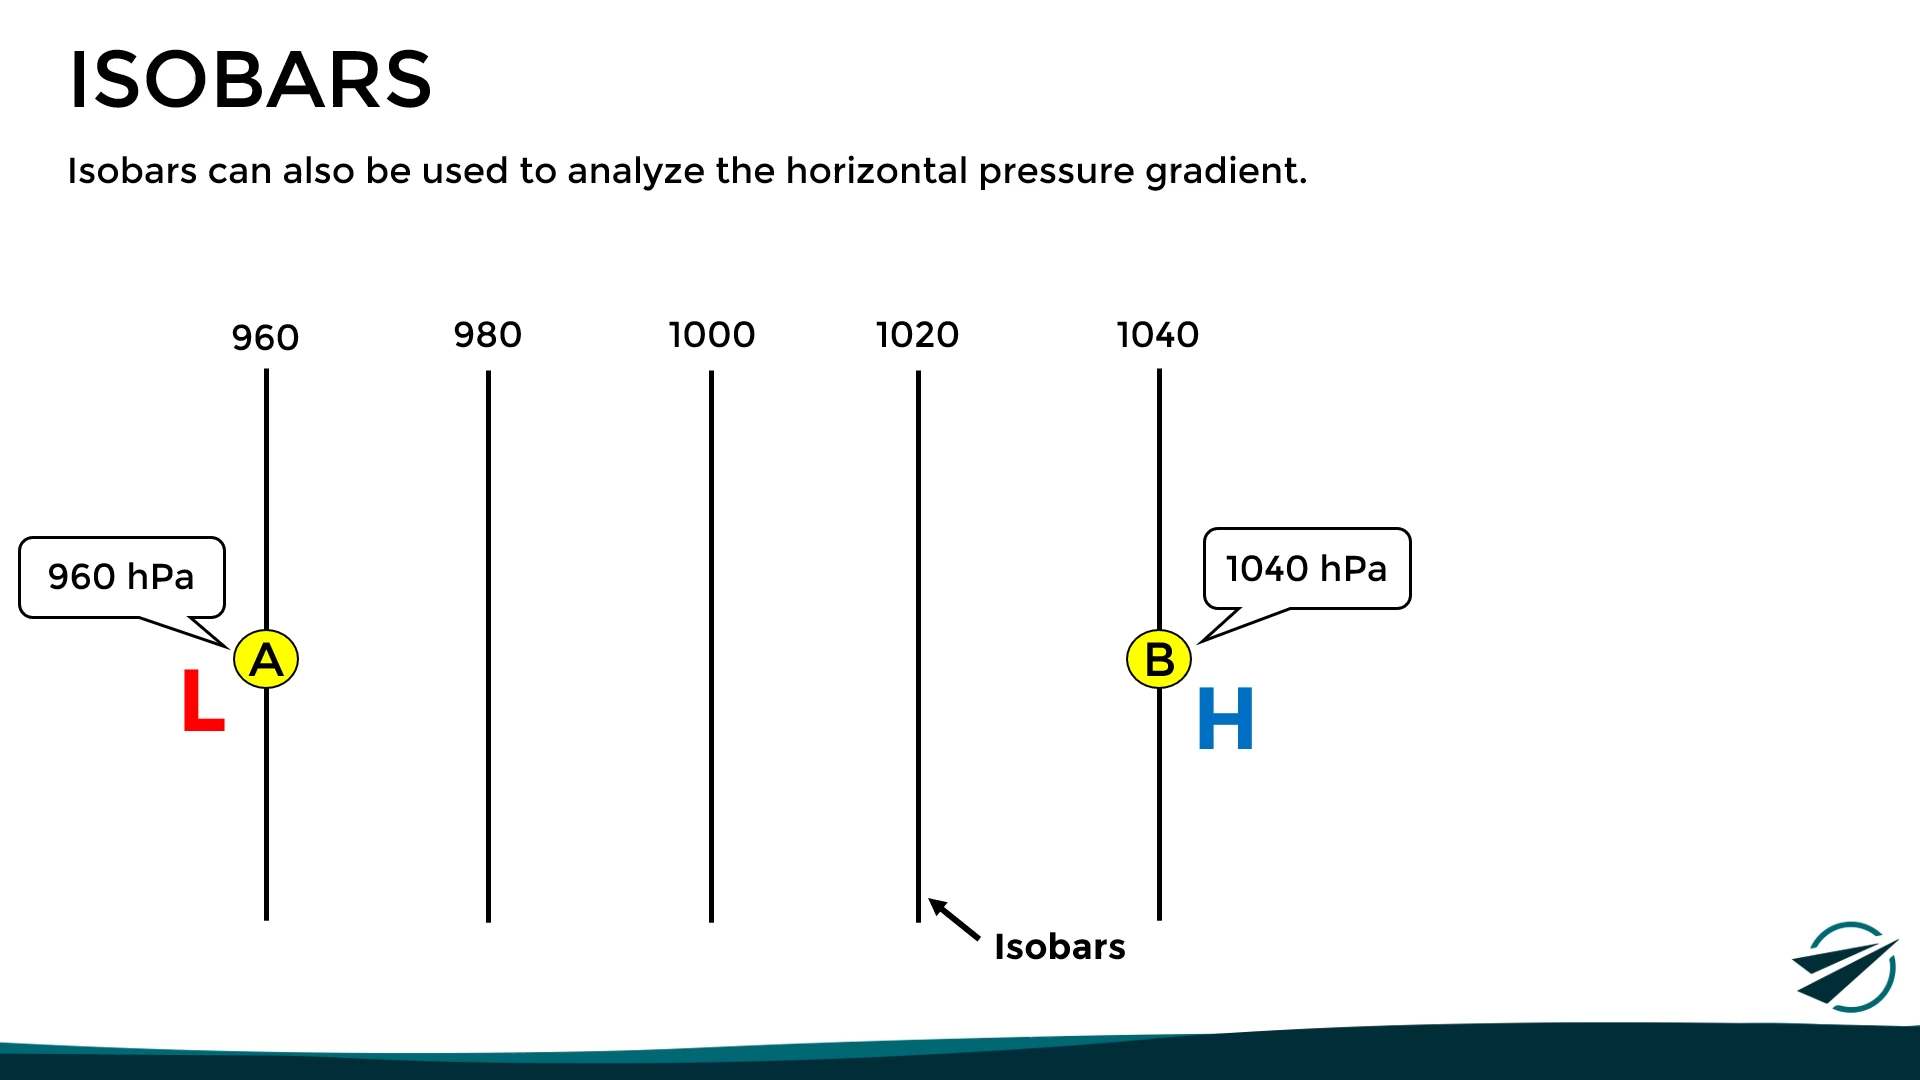 ISOBARS
Isobars can also be used to analyze the horizontal pressure gradient.
960
980
1000
1020
1040
960 hPa
1040 hPa
A
B
L
H
Isobars